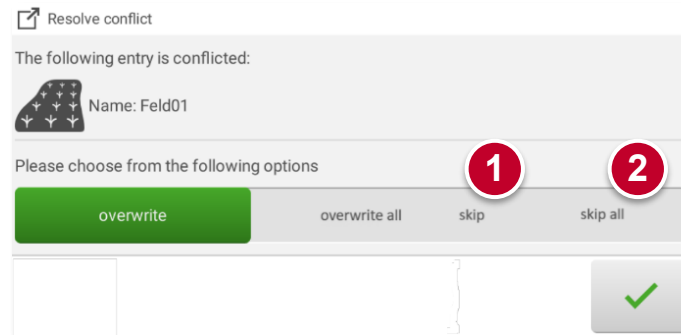 Resolve conflict
The following entry is conflicted:
Name: Feld01
Please choose from the following options
1 2
overwrite overwrite all skip skip all